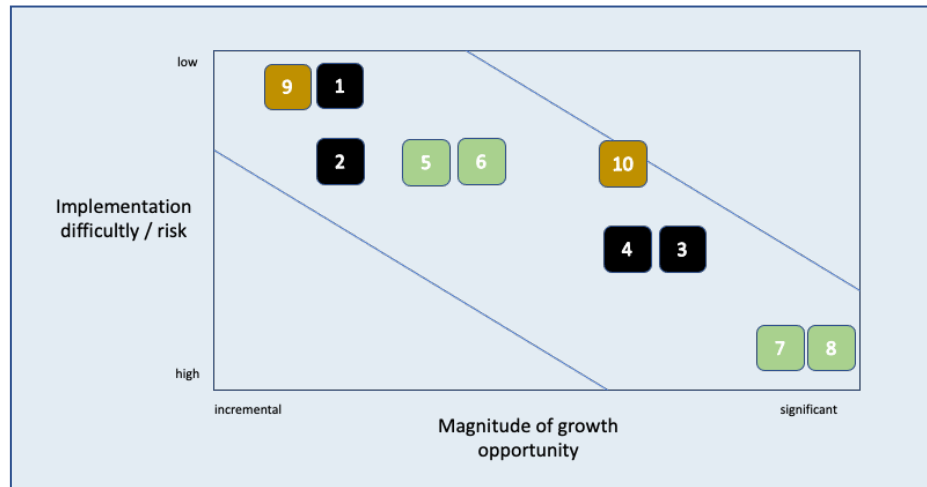 low
9
1
2
5
6
10
Implementation
difficultly / risk
4
3
7
8
high
incremental
significant
Magnitude of growth
opportunity